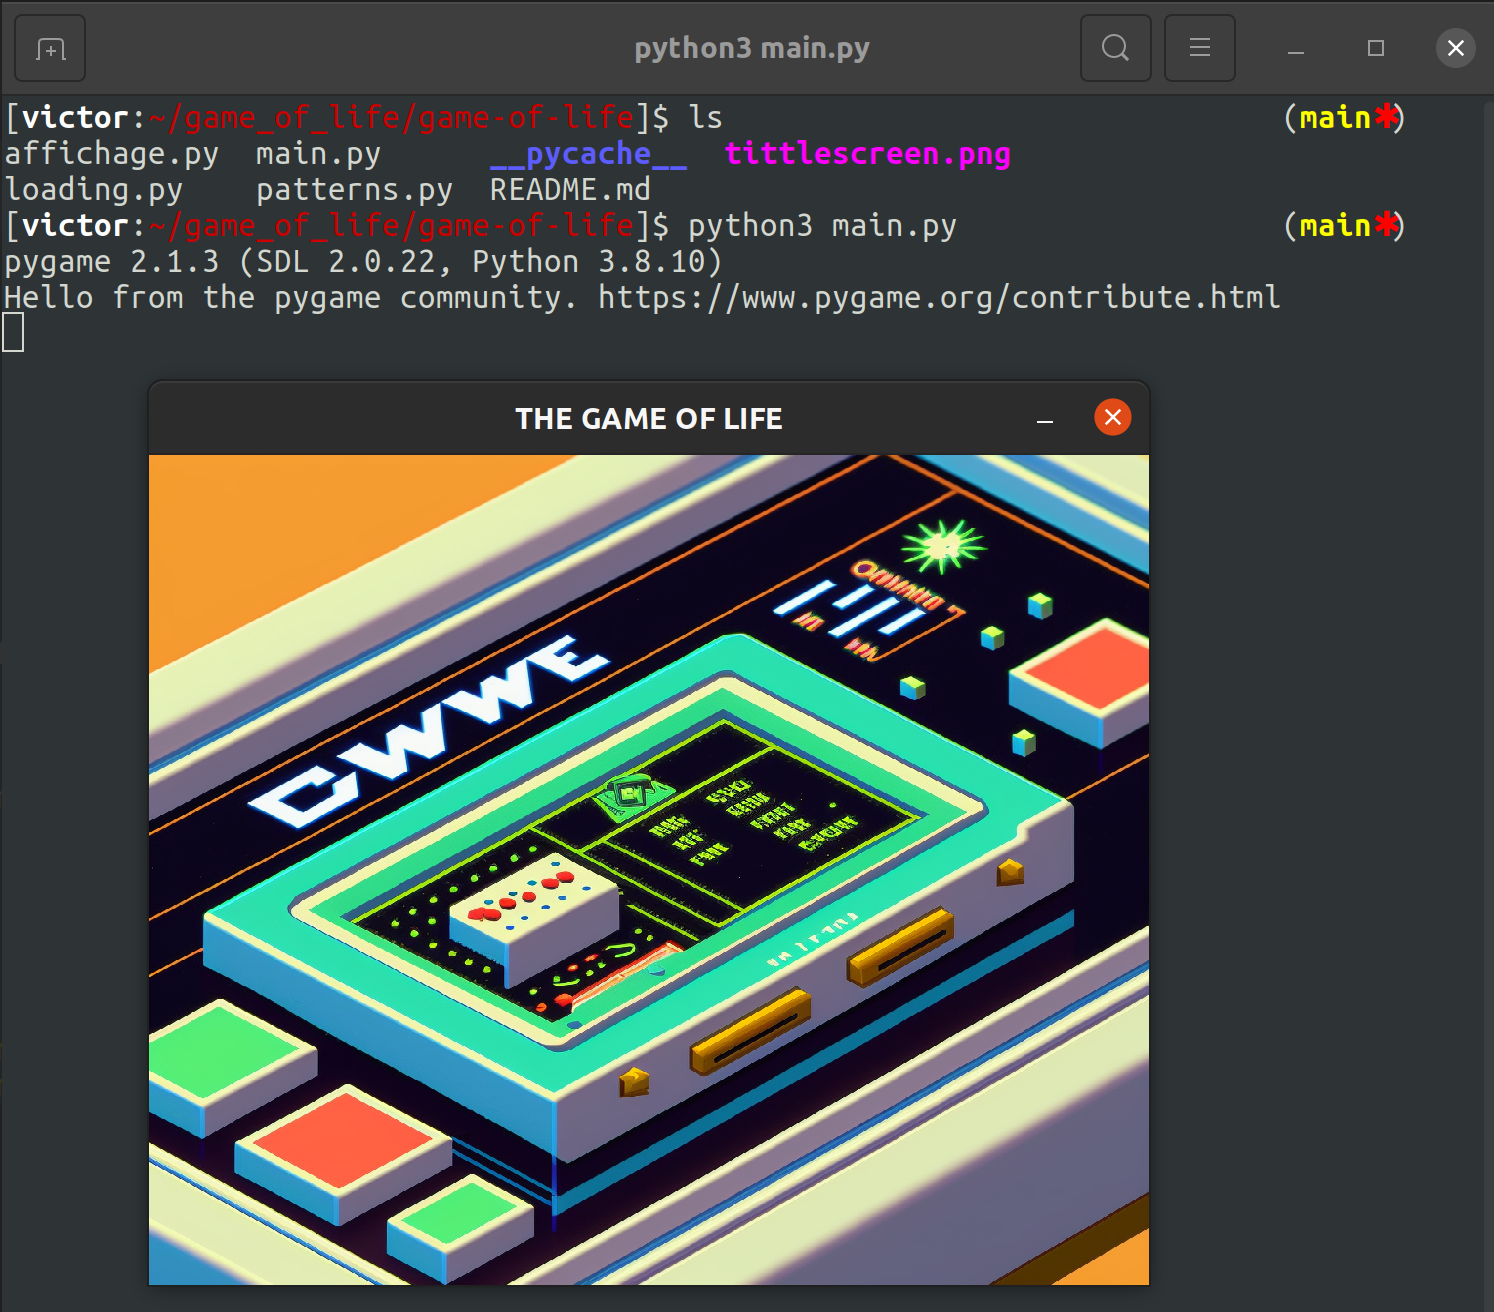 python3 main.py
[victor:~/game_of_life/game-of-life]$ ls (main✱)
affichage.py main.py __pycache__ tittlescreen.png
loading.py patterns.py README.md
[victor:~/game_of_life/game-of-life]$ python3 main.py (main✱)
pygame 2.1.3 (SDL 2.0.22, Python 3.8.10)
Hello from the pygame community. https://www.pygame.org/contribute.html
THE GAME OF LIFE
CWWE